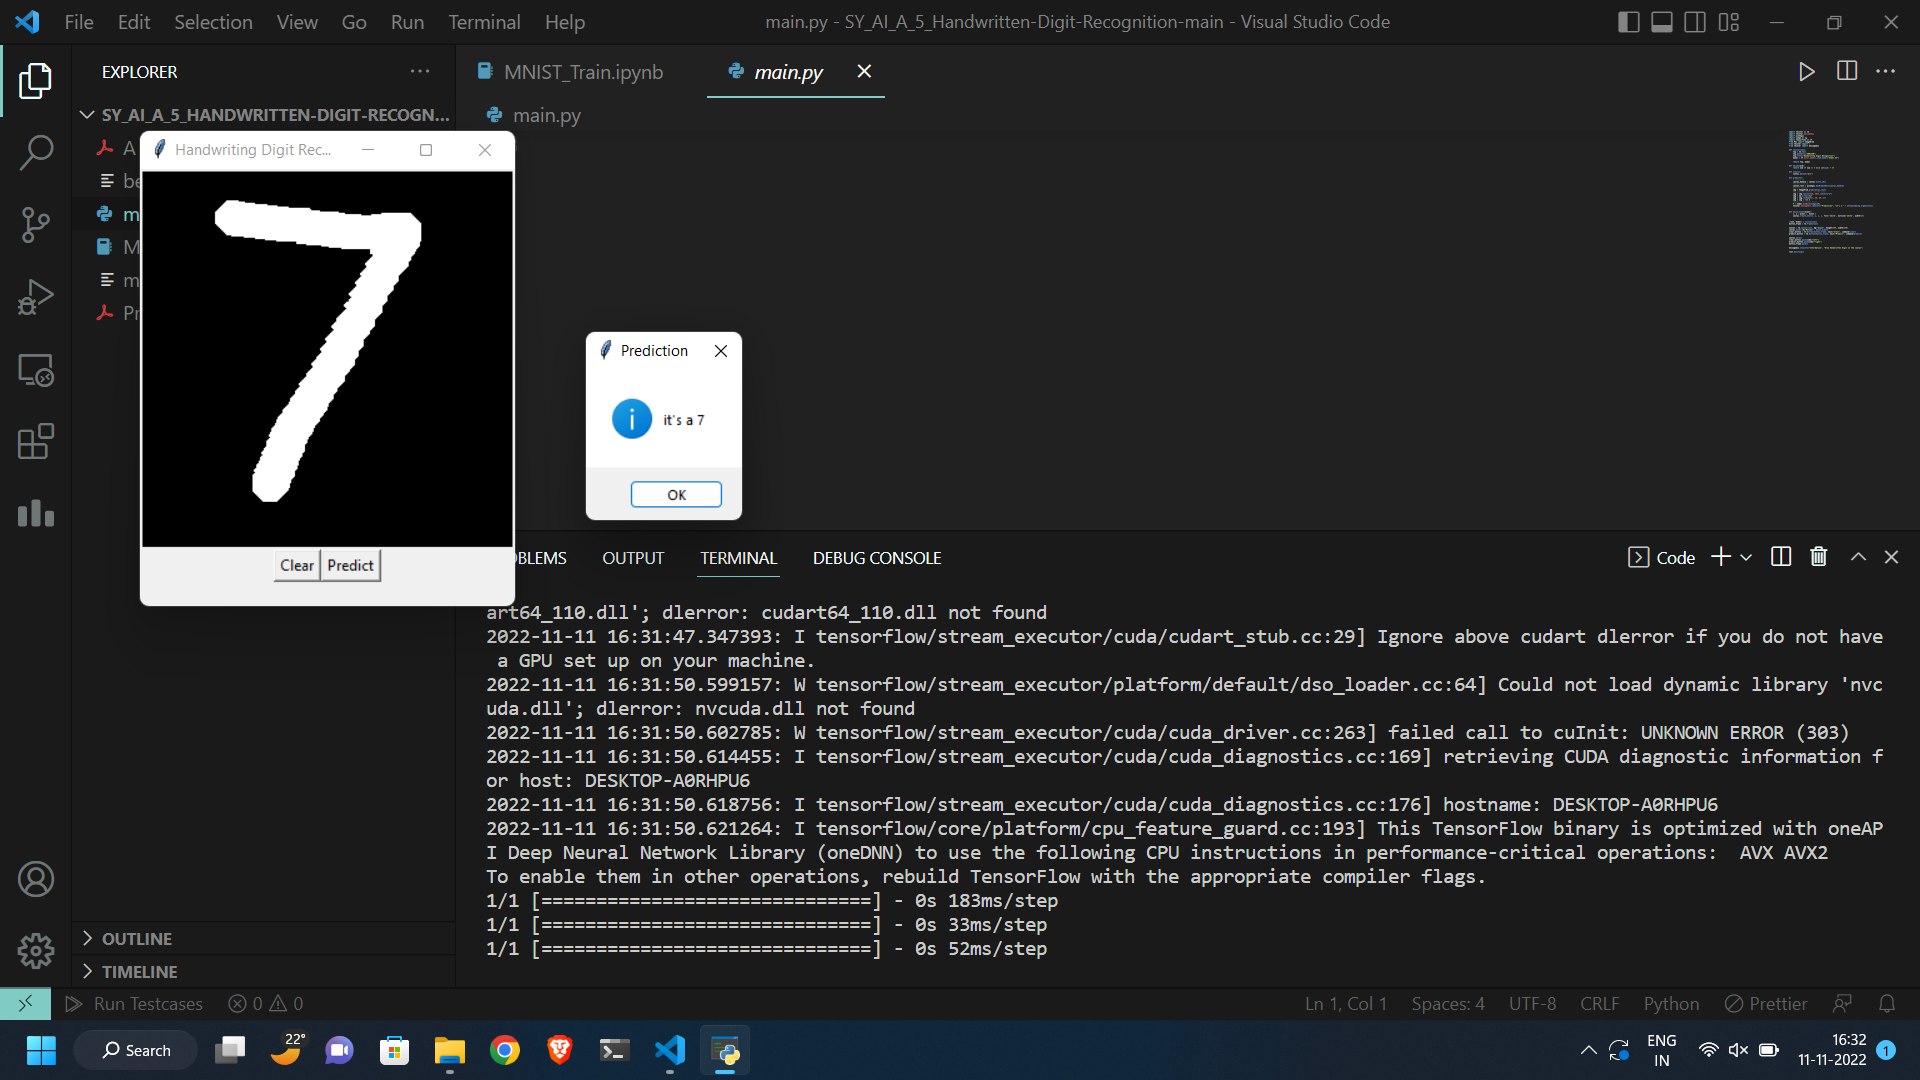 File Edit Selection View Go Run Terminal Help
main.py - SY_AI_A_5_Handwritten-Digit-Recognition-main - Visual Studio Code
EXPLORER
SY_AI_A_5_HANDWRITTEN-DIGIT-RECOGN...
A
be
m
M
m
Pr
MNIST_Train.ipynb
main.py
main.py
Handwriting Digit Rec...
7
Clear Predict
Prediction
it's a 7
OK
OBLEMS OUTPUT TERMINAL DEBUG CONSOLE
Code
art64_110.dll'; dlerror: cudart64_110.dll not found
2022-11-11 16:31:47.347393: I tensorflow/stream_executor/cuda/cudart_stub.cc:29] Ignore above cudart dlerror if you do not have
a GPU set up on your machine.
2022-11-11 16:31:50.599157: W tensorflow/stream_executor/platform/default/dso_loader.cc:64] Could not load dynamic library 'nvc
uda.dll'; dlerror: nvcuda.dll not found
2022-11-11 16:31:50.602785: W tensorflow/stream_executor/cuda/cuda_driver.cc:263] failed call to cuInit: UNKNOWN ERROR (303)
2022-11-11 16:31:50.614455: I tensorflow/stream_executor/cuda/cuda_diagnostics.cc:169] retrieving CUDA diagnostic information f
or host: DESKTOP-A0RHPU6
2022-11-11 16:31:50.618756: I tensorflow/stream_executor/cuda/cuda_diagnostics.cc:176] hostname: DESKTOP-A0RHPU6
2022-11-11 16:31:50.621264: I tensorflow/core/platform/cpu_feature_guard.cc:193] This TensorFlow binary is optimized with oneAP
I Deep Neural Network Library (oneDNN) to use the following CPU instructions in performance-critical operations:  AVX AVX2
To enable them in other operations, rebuild TensorFlow with the appropriate compiler flags.
1/1 [==============================] - 0s 183ms/step
1/1 [==============================] - 0s 33ms/step
1/1 [==============================] - 0s 52ms/step
OUTLINE
TIMELINE
Run Testcases 0 0
Ln 1, Col 1 Spaces: 4 UTF-8 CRLF Python Prettier
Search
22°
ENG
IN
16:32
11-11-2022
1